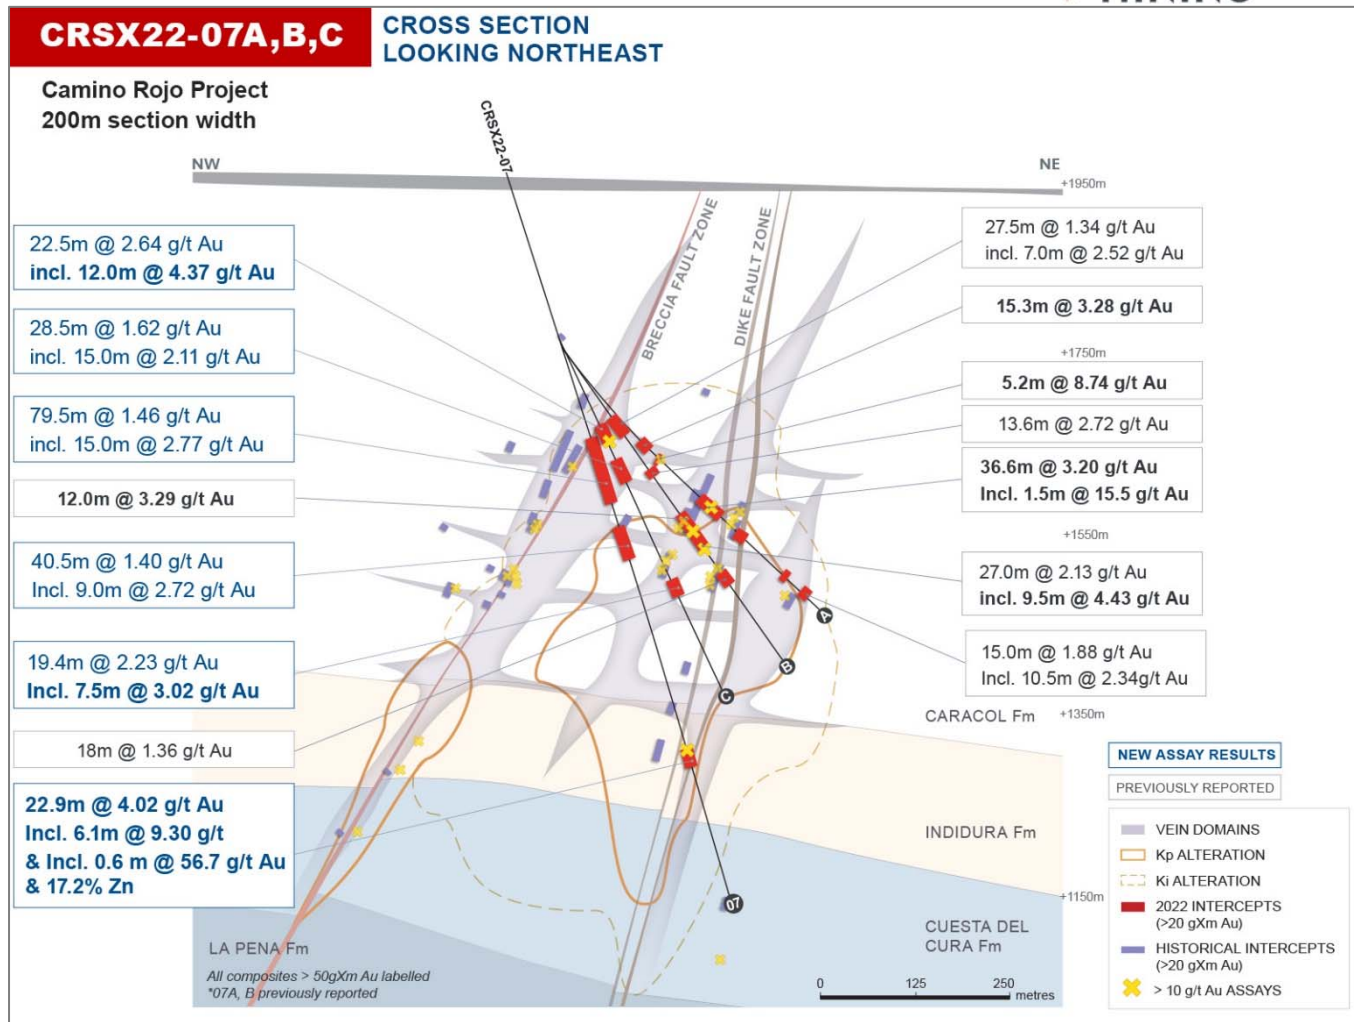 CRSX22-07A,B,C
CROSS SECTION
LOOKING NORTHEAST
Camino Rojo Project
200m section width
CRSX22-07
NW
NE
+1950m
BRECCIA FAULT ZONE
DIKE FAULT ZONE
22.5m @ 2.64 g/t Au
incl. 12.0m @ 4.37 g/t Au
28.5m @ 1.62 g/t Au
incl. 15.0m @ 2.11 g/t Au
79.5m @ 1.46 g/t Au
incl. 15.0m @ 2.77 g/t Au
12.0m @ 3.29 g/t Au
40.5m @ 1.40 g/t Au
Incl. 9.0m @ 2.72 g/t Au
19.4m @ 2.23 g/t Au
Incl. 7.5m @ 3.02 g/t Au
18m @ 1.36 g/t Au
22.9m @ 4.02 g/t Au
Incl. 6.1m @ 9.30 g/t
& Incl. 0.6 m @ 56.7 g/t Au
& 17.2% Zn
27.5m @ 1.34 g/t Au
incl. 7.0m @ 2.52 g/t Au
15.3m @ 3.28 g/t Au
+1750m
5.2m @ 8.74 g/t Au
13.6m @ 2.72 g/t Au
36.6m @ 3.20 g/t Au
Incl. 1.5m @ 15.5 g/t Au
+1550m
27.0m @ 2.13 g/t Au
incl. 9.5m @ 4.43 g/t Au
15.0m @ 1.88 g/t Au
Incl. 10.5m @ 2.34g/t Au
A
B
C
07
CARACOL Fm
+1350m
INDIDURA Fm
+1150m
CUESTA DEL
CURA Fm
LA PENA Fm
All composites > 50gXm Au labelled
*07A, B previously reported
0 125 250
metres
NEW ASSAY RESULTS
PREVIOUSLY REPORTED
VEIN DOMAINS
Kp ALTERATION
Ki ALTERATION
2022 INTERCEPTS
(>20 gXm Au)
HISTORICAL INTERCEPTS
(>20 gXm Au)
> 10 g/t Au ASSAYS